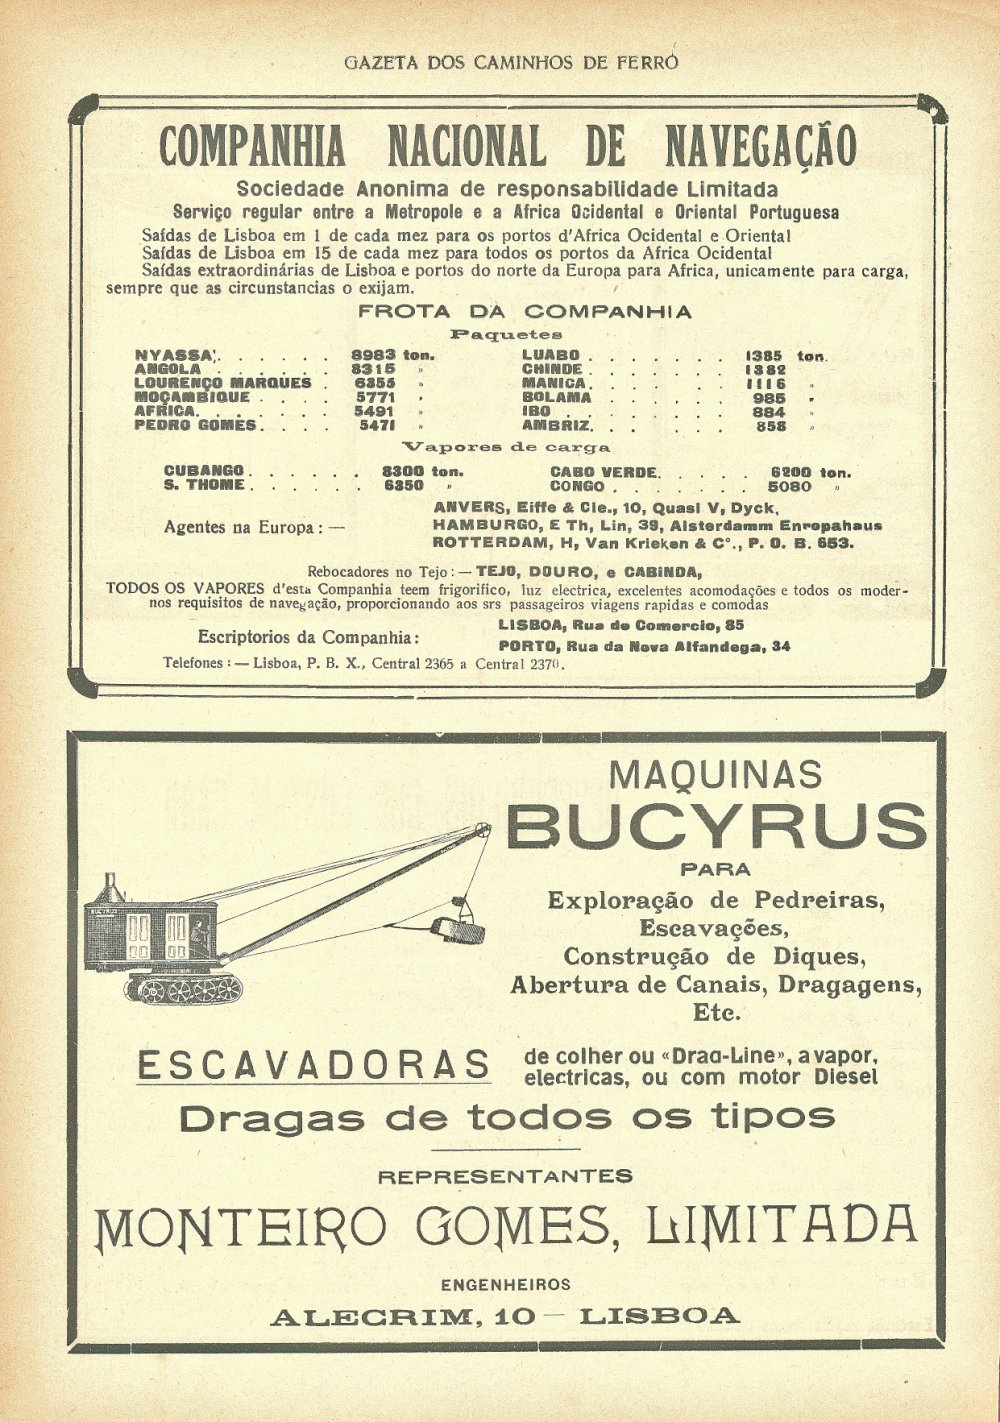 GAZETA DOS CAMINHOS DE FERRO
COMPANHIA NACIONAL DE NAVEGAÇÃO
Sociedade Anonima de responsabilidade Limitada
Serviço regular entre a Metropole e a Africa Ocidental e Oriental Portuguesa
Saídas de Lisboa em 1 de cada mez para os portos d'Africa Ocidental e Oriental
Saídas de Lisboa em 15 de cada mez para todos os portos da Africa Ocidental
Saídas extraordinárias de Lisboa e portos do norte da Europa para Africa, unicamente para carga,
sempre que as circunstancias o exijam.
FROTA DA COMPANHIA
Paquetes
NYASSA. . . . . . 8983 ton. LUABO . . . . . . . 1385 ton.
ANGOLA . . . . . . 8315 » CHINDE. . . . . . . 1382
LOURENÇO MARQUES . 6355 » MANICA. . . . . . . 1116 »
MOÇAMBIQUE . . . . 5771 » BOLAMA . . . . . . 985 »
AFRICA. . . . . . . 5491 » IBO . . . . . . . . 884 »
PEDRO GOMES. . . . 5471 » AMBRIZ. . . . . . . 858 »
Vapores de carga
CUBANGO . . . . . . 8300 ton. CABO VERDE. . . . . 6200 ton.
S. THOME . . . . . . 6350 » CONGO . . . . . . . 5080 »
Agentes na Europa : —
ANVERS, Eiffe & Cie., 10, Quasi V, Dyck,
HAMBURGO, E Th, Lin, 39, Alsterdamm Enropahaus
ROTTERDAM, H, Van Krieken & C°., P. O. B. 653.
Rebocadores no Tejo : — TEJO, DOURO, e CABINDA,
TODOS OS VAPORES d'esta Companhia teem frigorifico, luz electrica, excelentes acomodações e todos os moder-
nos requisitos de navegação, proporcionando aos srs passageiros viagens rapidas e comodas
Escriptorios da Companhia :
LISBOA, Rua do Comercio, 85
PORTO, Rua da Nova Alfandega, 34
Telefones : — Lisboa, P. B. X., Central 2365 a Central 2370.
MAQUINAS
BUCYRUS
PARA
Exploração de Pedreiras,
Escavações,
Construção de Diques,
Abertura de Canais, Dragagens,
Etc.
BUCYRUS
ESCAVADORAS
de colher ou «Drag-Line», a vapor,
electricas, ou com motor Diesel
Dragas de todos os tipos
REPRESENTANTES
MONTEIRO GOMES, LIMITADA
ENGENHEIROS
ALECRIM, 10 — LISBOA